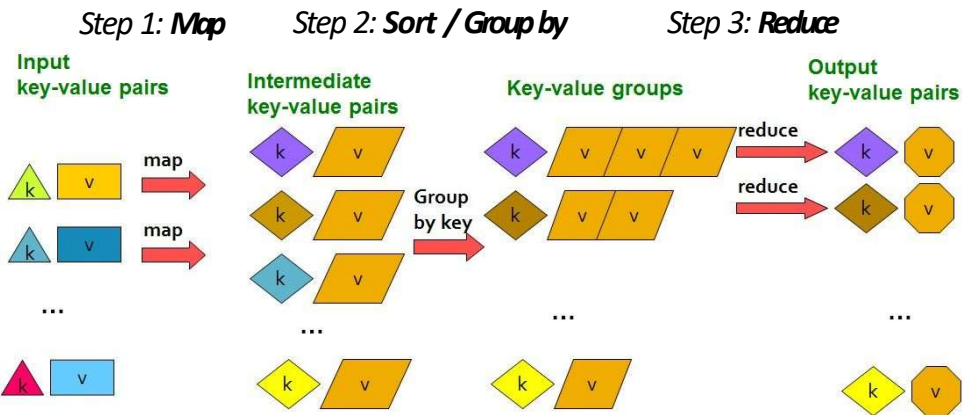 Step 1: Map
Step 2: Sort / Group by
Step 3: Reduce
Input
key-value pairs
Intermediate
key-value pairs
Key-value groups
Output
key-value pairs
k v
map
k v
map
...
k v
k v
k v
k v
...
k v
Group
by key
k v v v
k v v
...
k v
reduce
reduce
k v
k v
...
k v